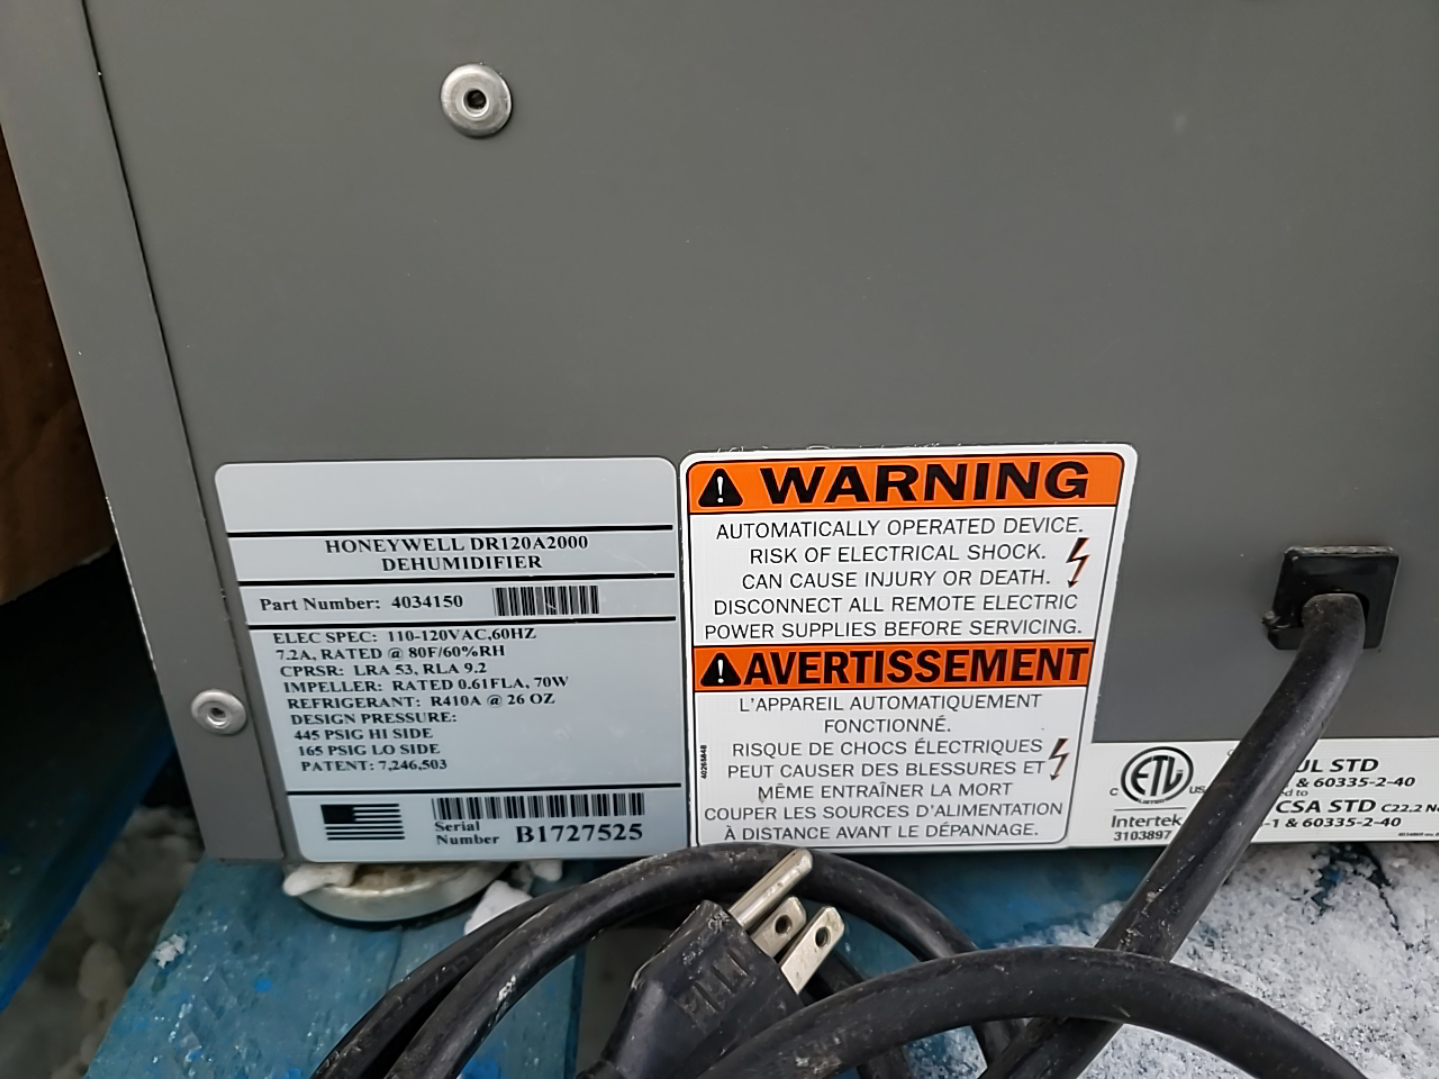 HONEYWELL DR120A2000
DEHUMIDIFIER
Part Number: 4034150
ELEC SPEC: 110-120VAC,60HZ
7.2A, RATED @ 80F/60%RH
CPRSR: LRA 53, RLA 9.2
IMPELLER: RATED 0.61FLA, 70W
REFRIGERANT: R410A @ 26 OZ
DESIGN PRESSURE:
445 PSIG HI SIDE
165 PSIG LO SIDE
PATENT: 7,246,503
Serial
Number B1727525
WARNING
AUTOMATICALLY OPERATED DEVICE.
RISK OF ELECTRICAL SHOCK.
CAN CAUSE INJURY OR DEATH.
DISCONNECT ALL REMOTE ELECTRIC
POWER SUPPLIES BEFORE SERVICING.
AVERTISSEMENT
L'APPAREIL AUTOMATIQUEMENT
FONCTIONNÉ.
RISQUE DE CHOCS ÉLECTRIQUES
PEUT CAUSER DES BLESSURES ET
MÊME ENTRAÎNER LA MORT
COUPER LES SOURCES D'ALIMENTATION
À DISTANCE AVANT LE DÉPANNAGE.
40265848
C ETL US
LISTED
Intertek
3103897
UL STD
& 60335-2-40
to
CSA STD C22.2
-1 & 60335-2-40